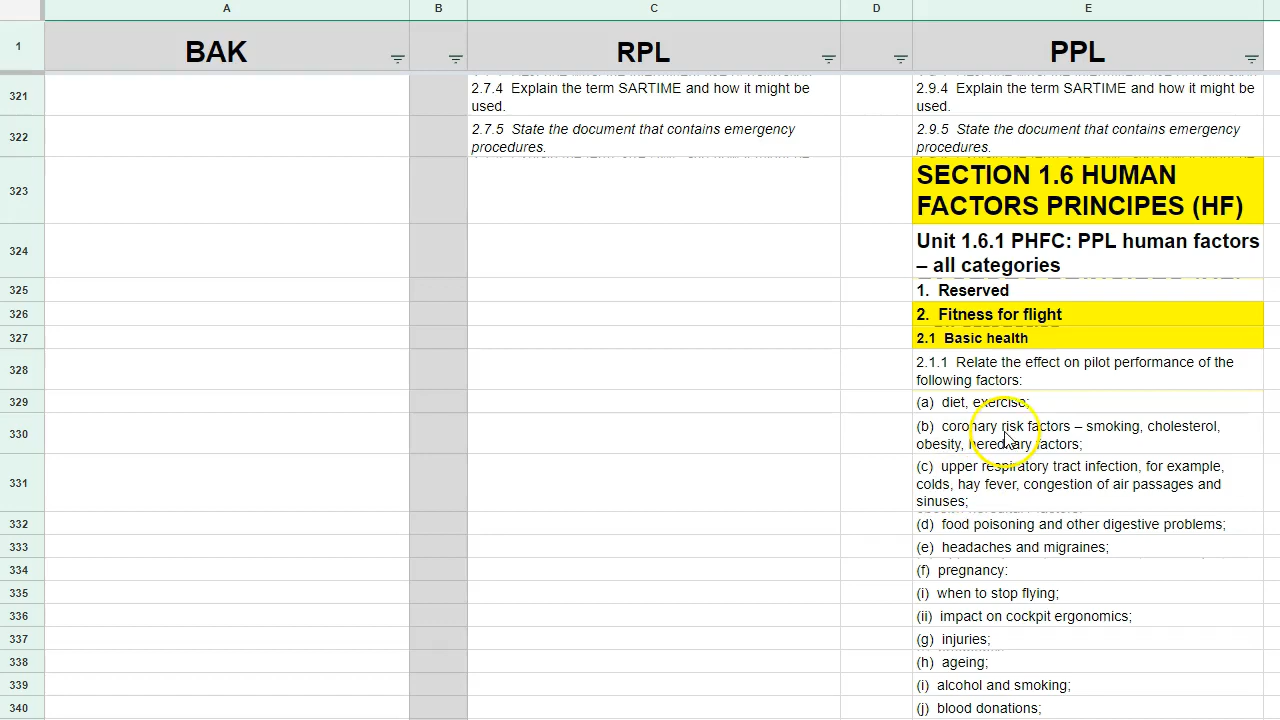 A B C D E
1 BAK RPL PPL
321 2.7.4 Explain the term SARTIME and how it might be 2.9.4 Explain the term SARTIME and how it might be
used. used.
322 2.7.5 State the document that contains emergency 2.9.5 State the document that contains emergency
procedures. procedures.
323 SECTION 1.6 HUMAN
FACTORS PRINCIPES (HF)
324 Unit 1.6.1 PHFC: PPL human factors
– all categories
325 1. Reserved
326 2. Fitness for flight
327 2.1 Basic health
328 2.1.1 Relate the effect on pilot performance of the
following factors:
329 (a) diet, exercise;
330 (b) coronary risk factors – smoking, cholesterol,
obesity, hereditary factors;
331 (c) upper respiratory tract infection, for example,
colds, hay fever, congestion of air passages and
sinuses;
332 (d) food poisoning and other digestive problems;
333 (e) headaches and migraines;
334 (f) pregnancy:
335 (i) when to stop flying;
336 (ii) impact on cockpit ergonomics;
337 (g) injuries;
338 (h) ageing;
339 (i) alcohol and smoking;
340 (j) blood donations;